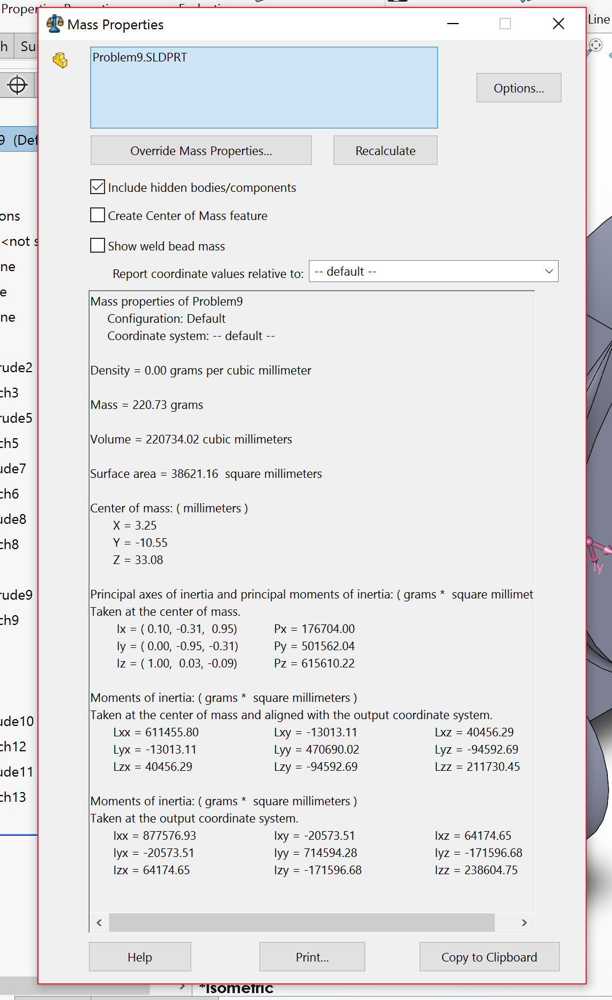 Mass Properties
Line
Problem9.SLDPRT
Options...
Override Mass Properties...
Recalculate
Include hidden bodies/components
Create Center of Mass feature
Show weld bead mass
Report coordinate values relative to: -- default --
Mass properties of Problem9
Configuration: Default
Coordinate system: -- default --
Density = 0.00 grams per cubic millimeter
Mass = 220.73 grams
Volume = 220734.02 cubic millimeters
Surface area = 38621.16 square millimeters
Center of mass: ( millimeters )
X = 3.25
Y = -10.55
Z = 33.08
Principal axes of inertia and principal moments of inertia: ( grams * square millimet
Taken at the center of mass.
Ix = ( 0.10, -0.31, 0.95) Px = 176704.00
Iy = ( 0.00, -0.95, -0.31) Py = 501562.04
Iz = ( 1.00, 0.03, -0.09) Pz = 615610.22
Moments of inertia: ( grams * square millimeters )
Taken at the center of mass and aligned with the output coordinate system.
Lxx = 611455.80 Lxy = -13013.11 Lxz = 40456.29
Lyx = -13013.11 Lyy = 470690.02 Lyz = -94592.69
Lzx = 40456.29 Lzy = -94592.69 Lzz = 211730.45
Moments of inertia: ( grams * square millimeters )
Taken at the output coordinate system.
Ixx = 877576.93 Ixy = -20573.51 Ixz = 64174.65
Iyx = -20573.51 Iyy = 714594.28 Iyz = -171596.68
Izx = 64174.65 Izy = -171596.68 Izz = 238604.75
Help
Print...
Copy to Clipboard
*Isometric
h
Su
9 (Def
ons
<not s
ne
e
ne
rude2
ch3
rude5
ch5
ude7
ch6
ude8
ch8
rude9
ch9
ude10
ch12
ude11
ch13
Iy